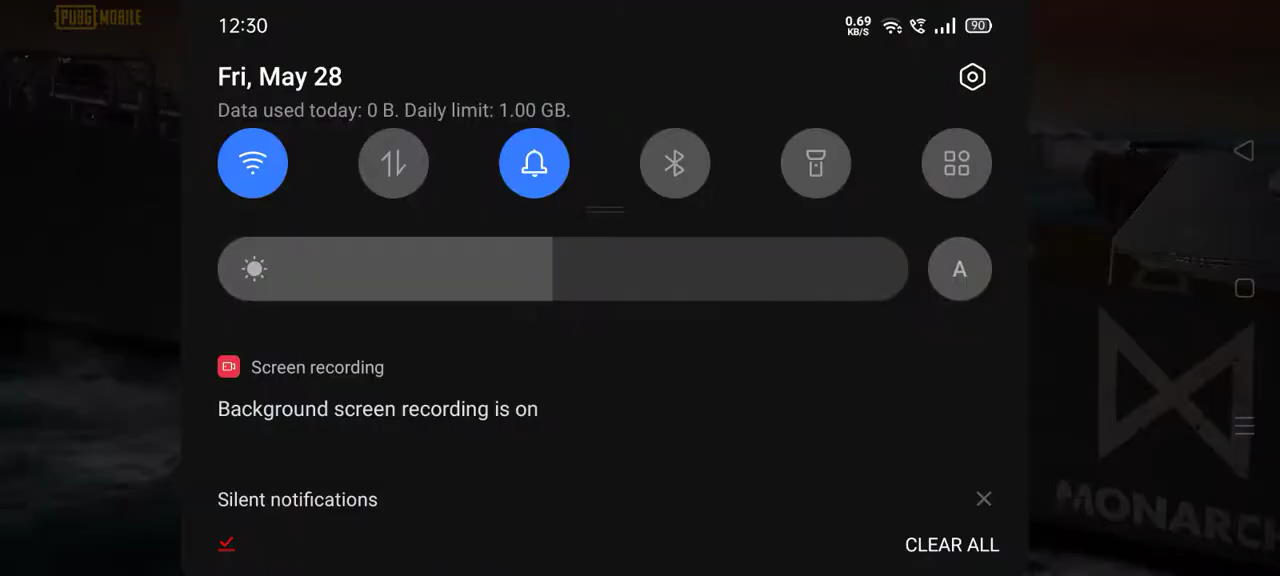 PUBG MOBILE
12:30
0.69 KB/S
90
Fri, May 28
Data used today: 0 B. Daily limit: 1.00 GB.
A
Screen recording
Background screen recording is on
Silent notifications
CLEAR ALL
MONARCH